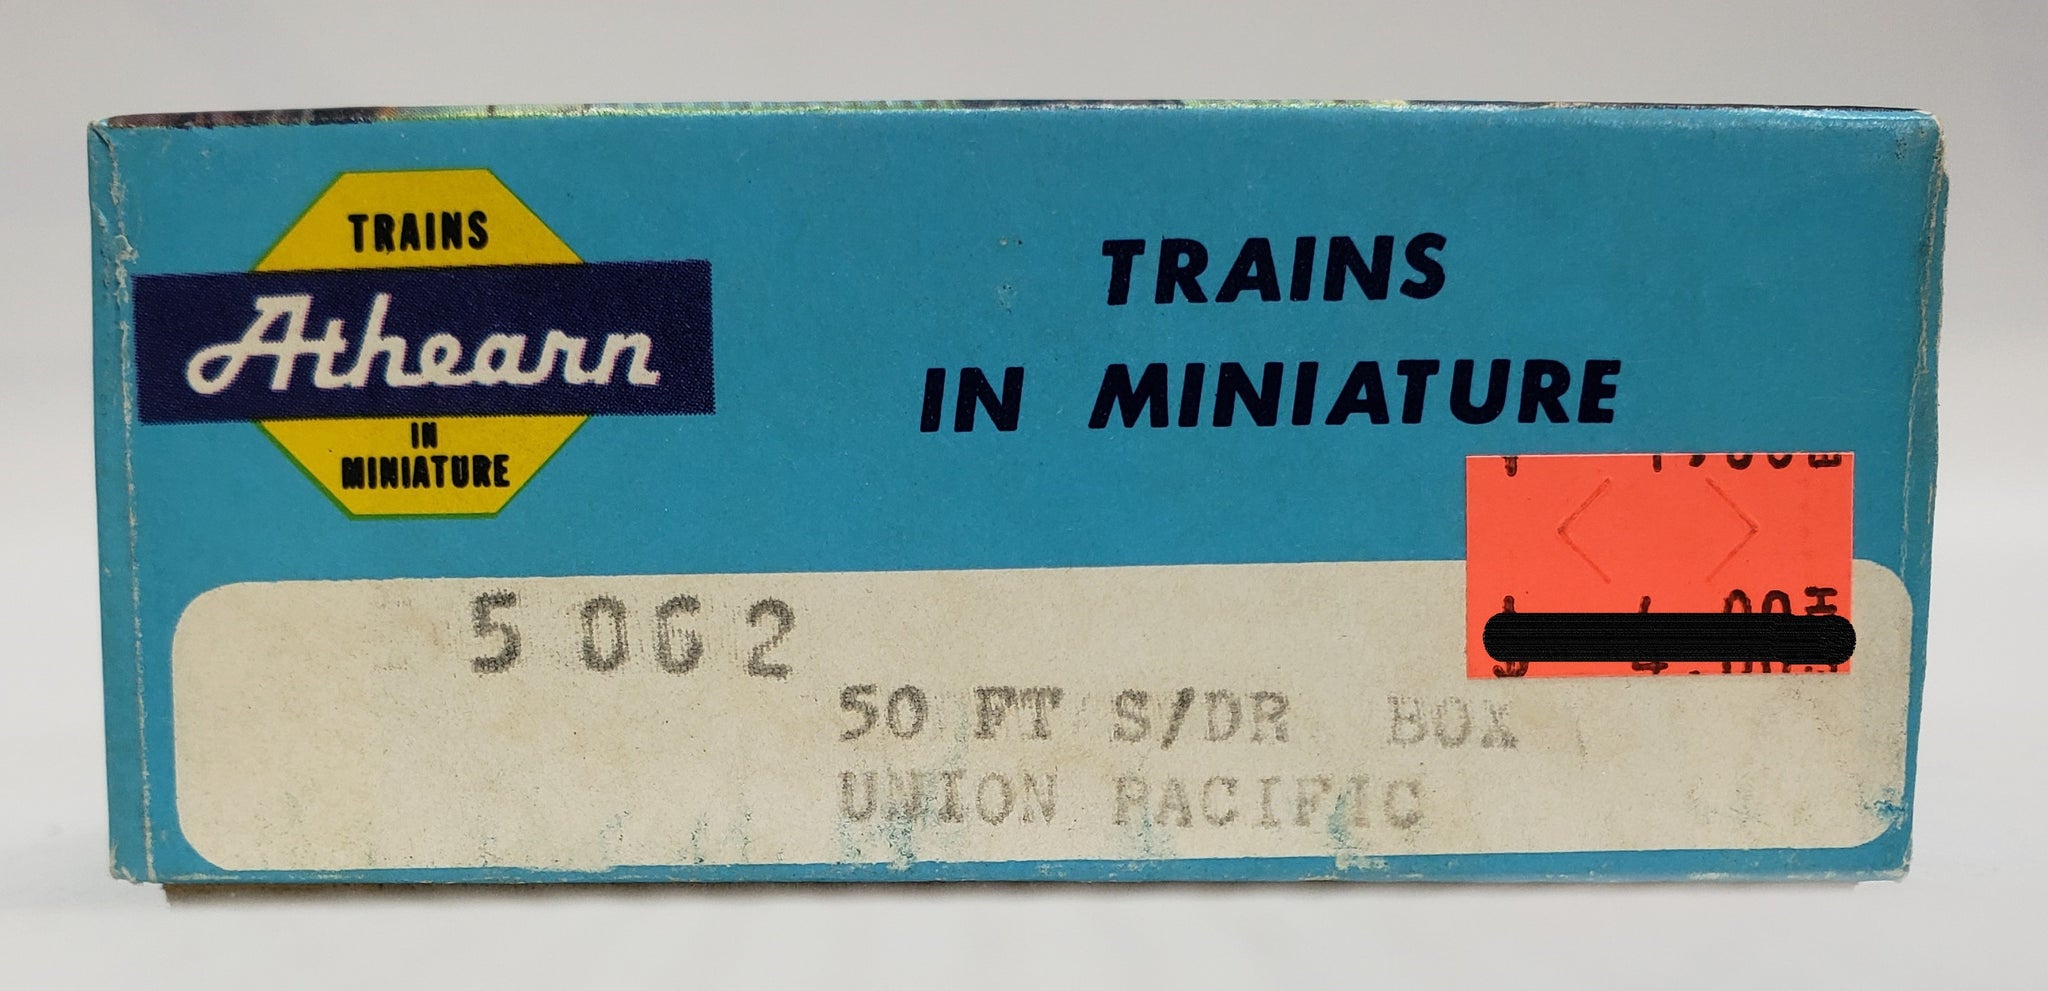 TRAINS
Athearn
IN
MINIATURE
TRAINS
IN MINIATURE
5062
50 FT S/DR BOX
UNION PACIFIC